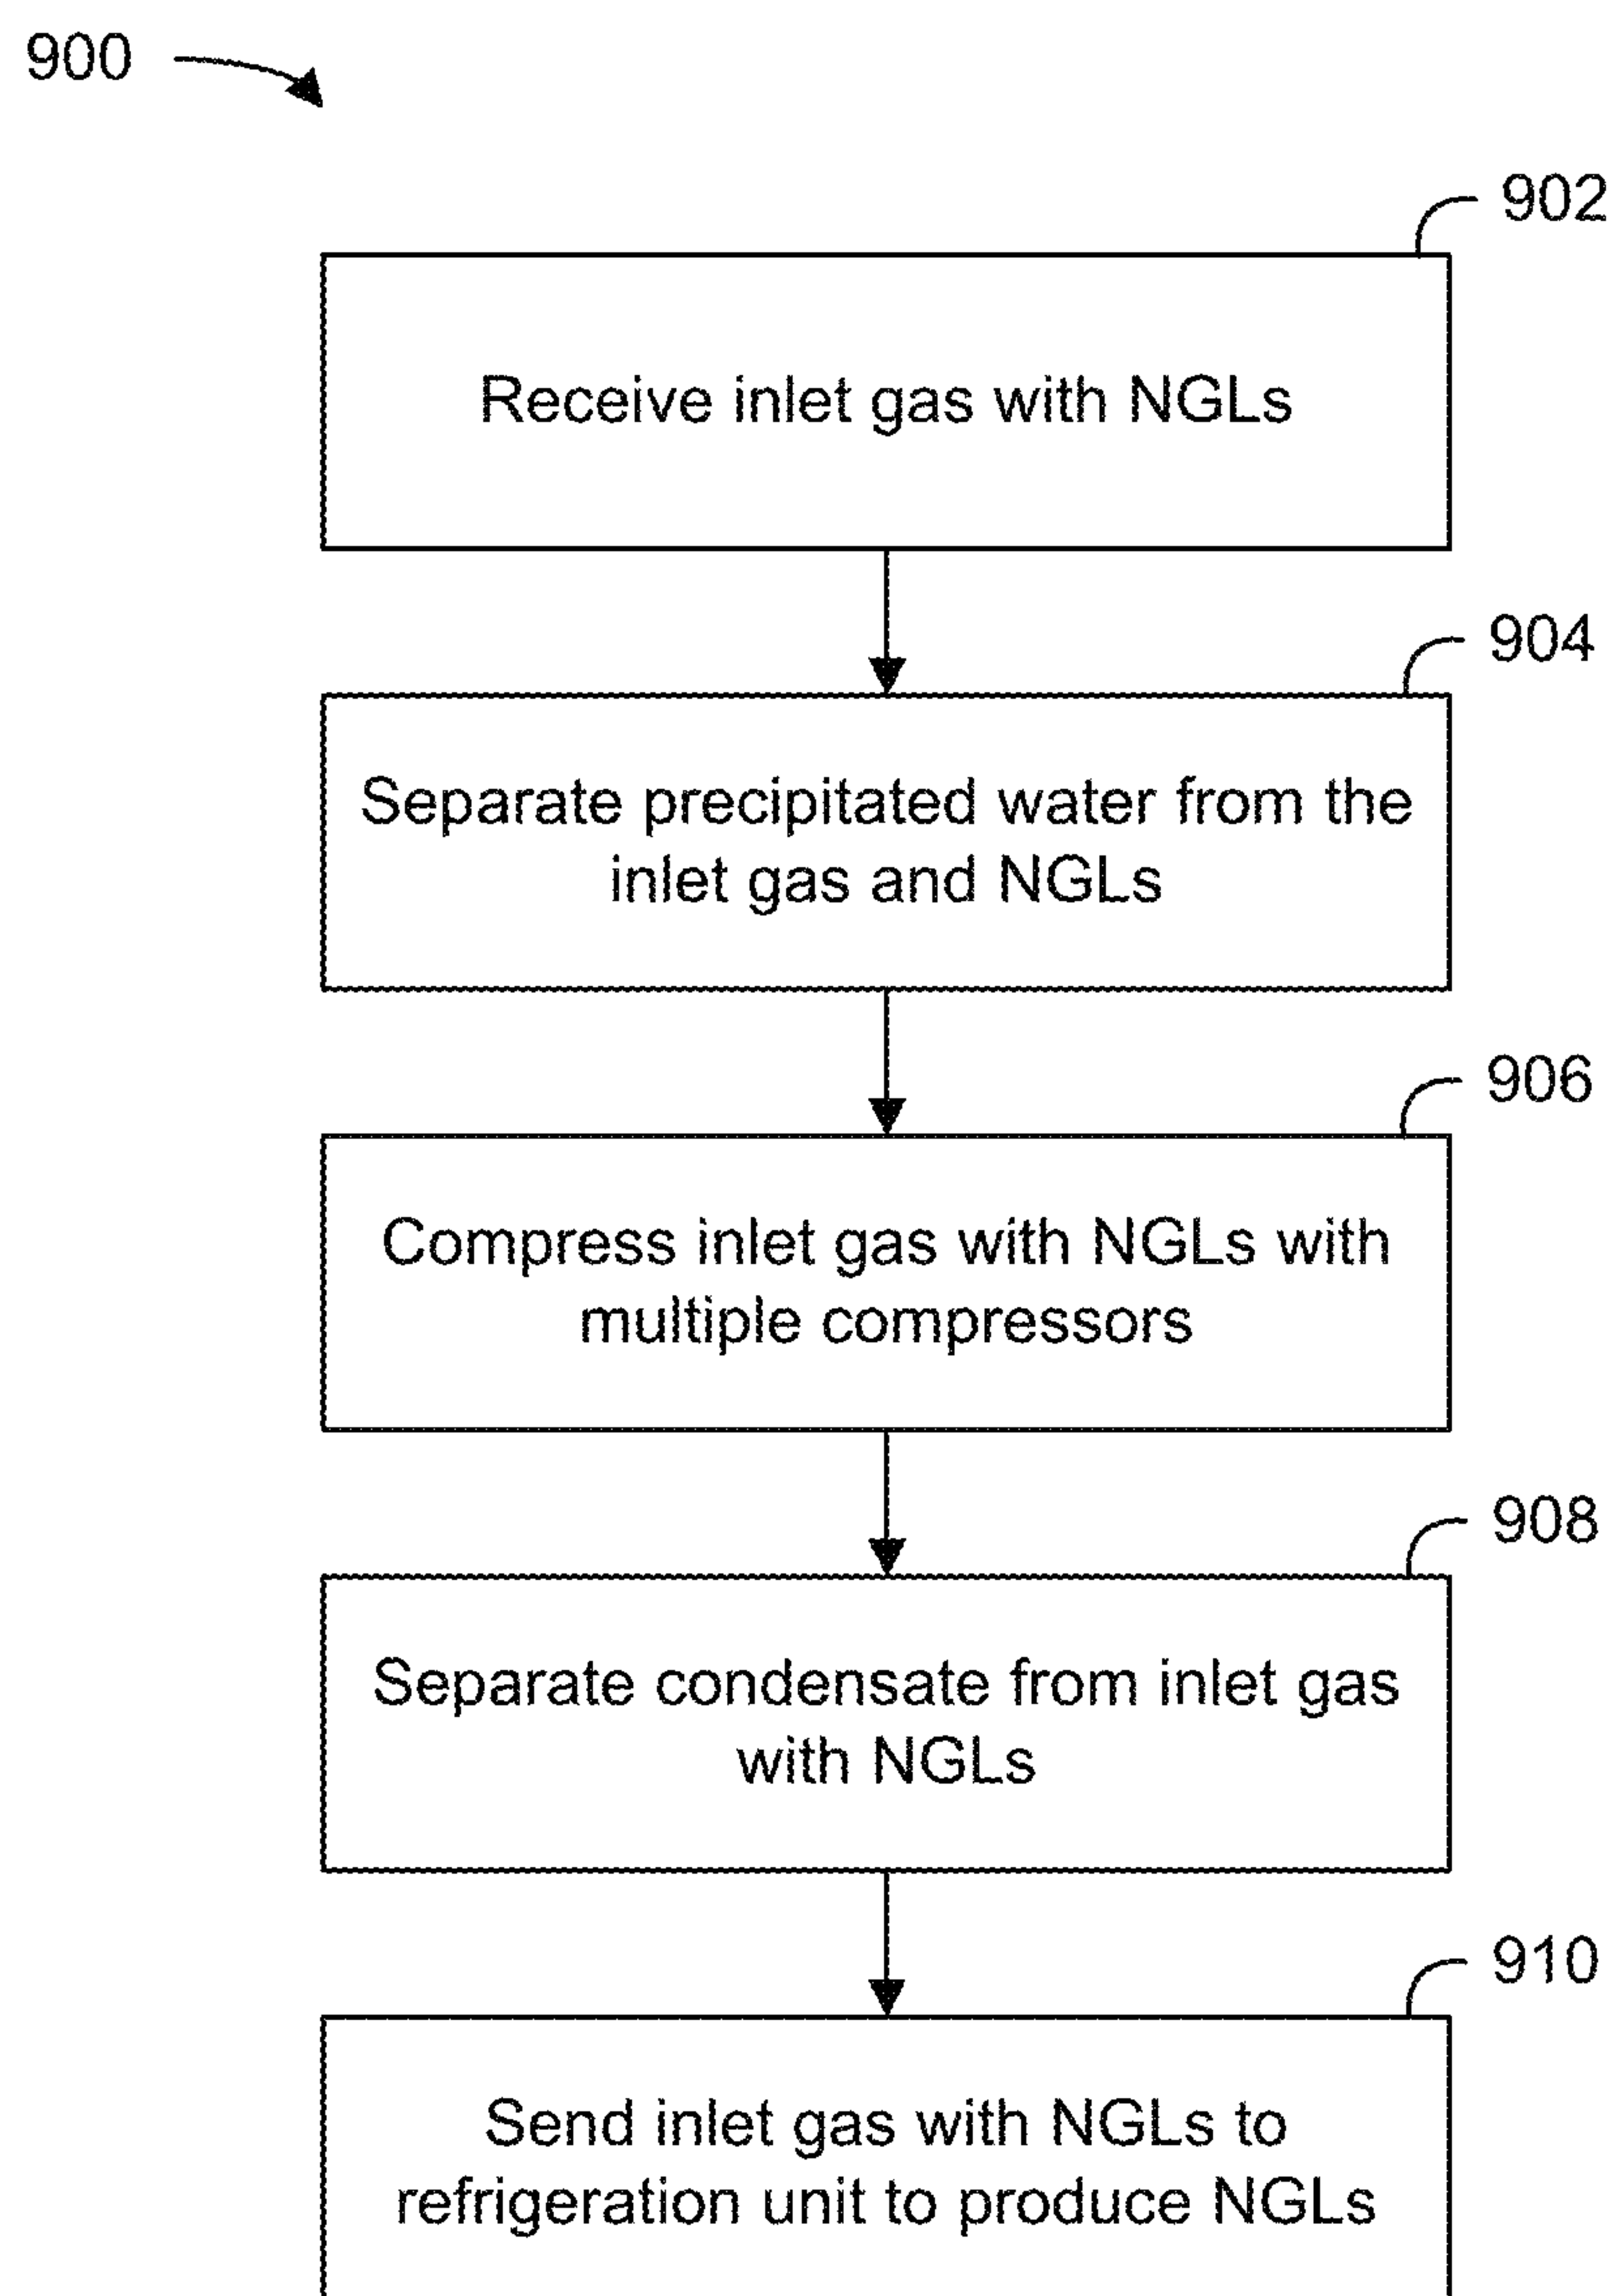 900
902
Receive inlet gas with NGLs
904
Separate precipitated water from the
inlet gas and NGLs
906
Compress inlet gas with NGLs with
multiple compressors
908
Separate condensate from inlet gas
with NGLs
910
Send inlet gas with NGLs to
refrigeration unit to produce NGLs